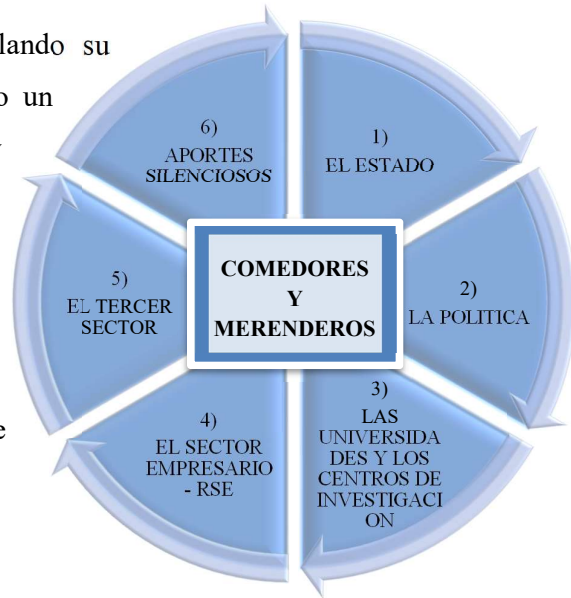 lando su
o un
1)
EL ESTADO
2)
LA POLITICA
3)
LAS
UNIVERSIDA
DES Y LOS
CENTROS DE
INVESTIGACI
ON
4)
EL SECTOR
EMPRESARIO
- RSE
5)
EL TERCER
SECTOR
6)
APORTES
SILENCIOSOS
COMEDORES
Y
MERENDEROS
e